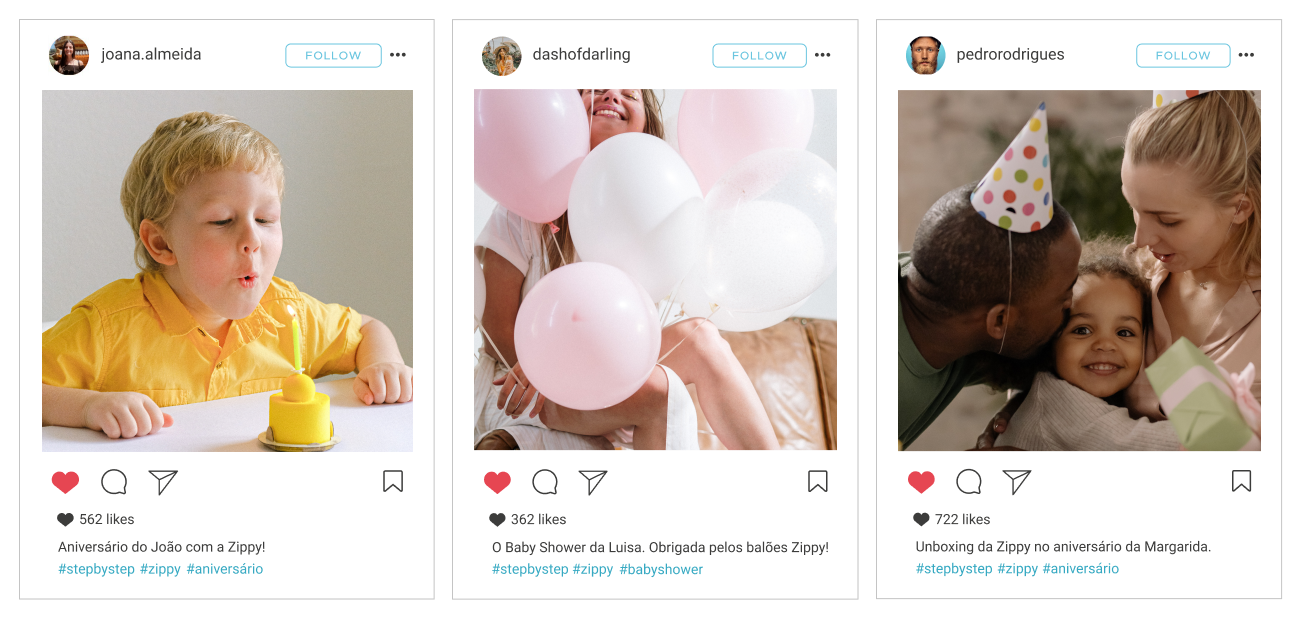 joana.almeida
FOLLOW
562 likes
Aniversário do João com a Zippy!
#stepbystep #zippy #aniversário
dashofdarling
FOLLOW
362 likes
O Baby Shower da Luisa. Obrigada pelos balões Zippy!
#stepbystep #zippy #babyshower
pedrorodrigues
FOLLOW
722 likes
Unboxing da Zippy no aniversário da Margarida.
#stepbystep #zippy #aniversário